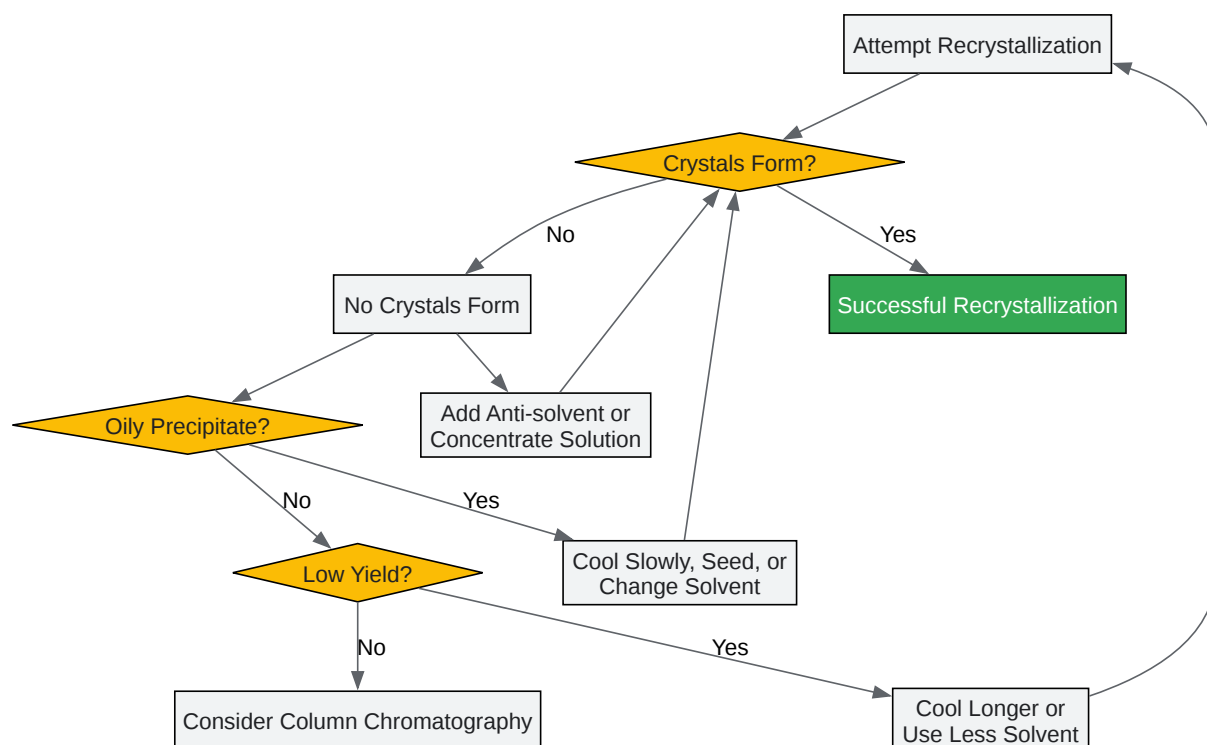 Attempt Recrystallization
Crystals Form?
No
Yes
No Crystals Form
Successful Recrystallization
Oily Precipitate?
Add Anti-solvent or
Concentrate Solution
No
Yes
Low Yield?
Cool Slowly, Seed, or
Change Solvent
No
Yes
Consider Column Chromatography
Cool Longer or
Use Less Solvent